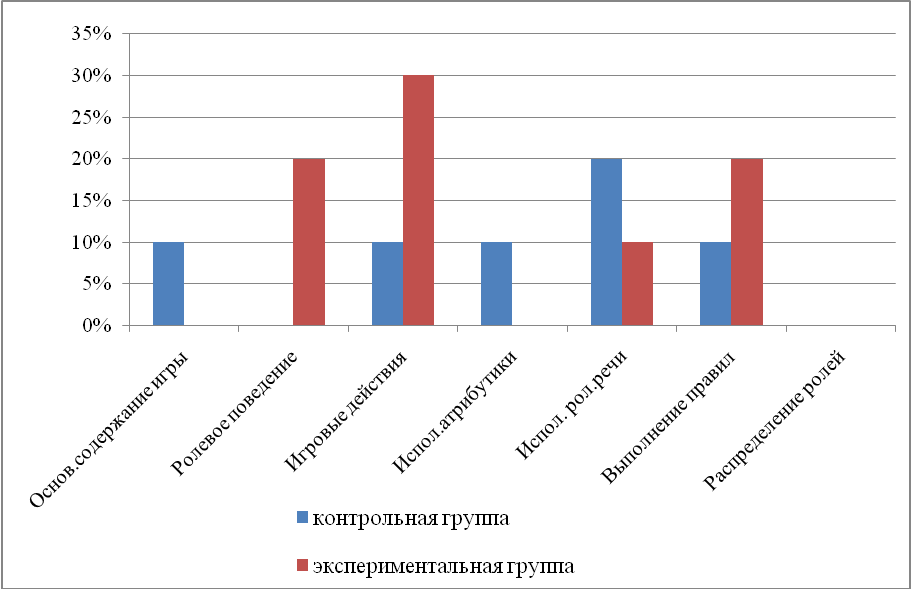 35%
30%
25%
20%
15%
10%
5%
0%
Основ.содержание игры
Ролевое поведение
Игровые действия
Испол.атрибутики
Испол. рол.речи
Выполнение правил
Распределение ролей
контрольная группа
экспериментальная группа